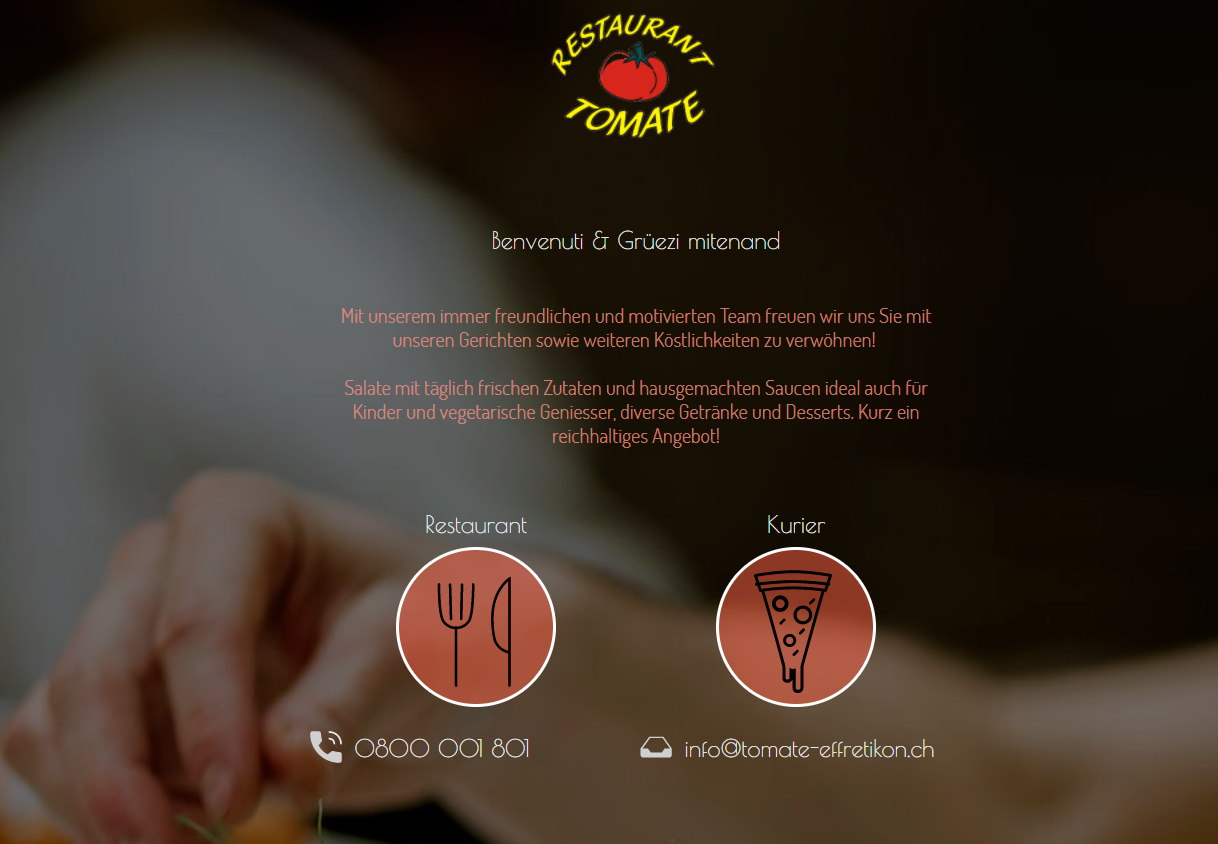 RESTAURANT
TOMATE
Benvenuti & Grüezi mitenand
Mit unserem immer freundlichen und motivierten Team freuen wir uns Sie mit
unseren Gerichten sowie weiteren Köstlichkeiten zu verwöhnen!
Salate mit täglich frischen Zutaten und hausgemachten Saucen ideal auch für
Kinder und vegetarische Geniesser, diverse Getränke und Desserts. Kurz ein
reichhaltiges Angebot!
Restaurant
Kurier
0800 001 801
info@tomate-effretikon.ch